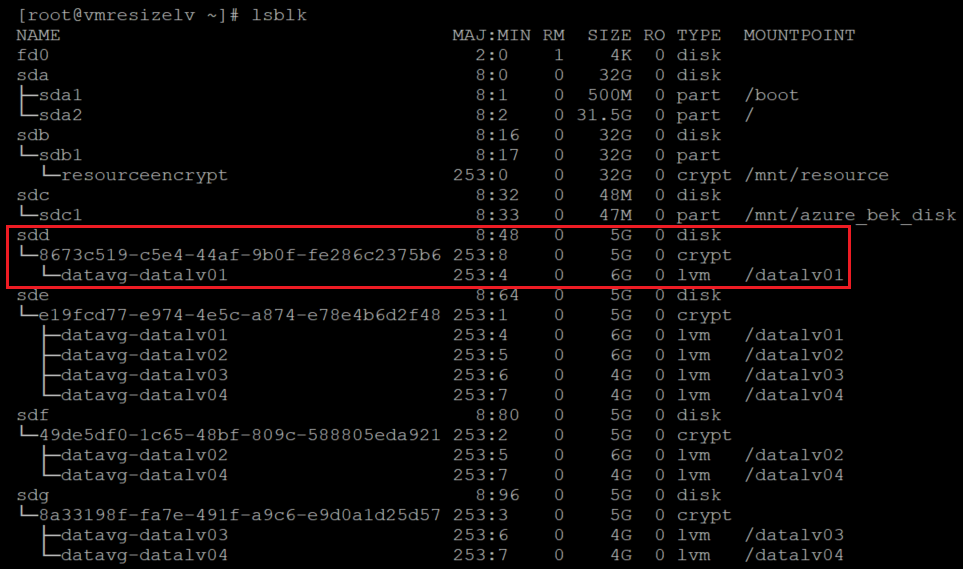 [root@vmresizelv ~]# lsblk
NAME                                      MAJ:MIN RM   SIZE RO TYPE  MOUNTPOINT
fd0                                         2:0    1     4K  0 disk
sda                                         8:0    0    32G  0 disk
├─sda1                                      8:1    0   500M  0 part  /boot
└─sda2                                      8:2    0  31.5G  0 part  /
sdb                                         8:16   0    32G  0 disk
└─sdb1                                      8:17   0    32G  0 part
  └─resourceencrypt                       253:0    0    32G  0 crypt /mnt/resource
sdc                                         8:32   0    48M  0 disk
└─sdc1                                      8:33   0    47M  0 part  /mnt/azure_bek_disk
sdd                                         8:48   0     5G  0 disk
└─8673c519-c5e4-44af-9b0f-fe286c2375b6    253:8    0     5G  0 crypt
  └─datavg-datalv01                       253:4    0     6G  0 lvm   /datalv01
sde                                         8:64   0     5G  0 disk
└─e19fcd77-e974-4e5c-a874-e78e4b6d2f48    253:1    0     5G  0 crypt
  ├─datavg-datalv01                       253:4    0     6G  0 lvm   /datalv01
  ├─datavg-datalv02                       253:5    0     6G  0 lvm   /datalv02
  ├─datavg-datalv03                       253:6    0     4G  0 lvm   /datalv03
  └─datavg-datalv04                       253:7    0     4G  0 lvm   /datalv04
sdf                                         8:80   0     5G  0 disk
└─49de5df0-1c65-48bf-809c-588805eda921    253:2    0     5G  0 crypt
  ├─datavg-datalv02                       253:5    0     6G  0 lvm   /datalv02
  └─datavg-datalv04                       253:7    0     4G  0 lvm   /datalv04
sdg                                         8:96   0     5G  0 disk
└─8a33198f-fa7e-491f-a9c6-e9d0a1d25d57    253:3    0     5G  0 crypt
  ├─datavg-datalv03                       253:6    0     4G  0 lvm   /datalv03
  └─datavg-datalv04                       253:7    0     4G  0 lvm   /datalv04